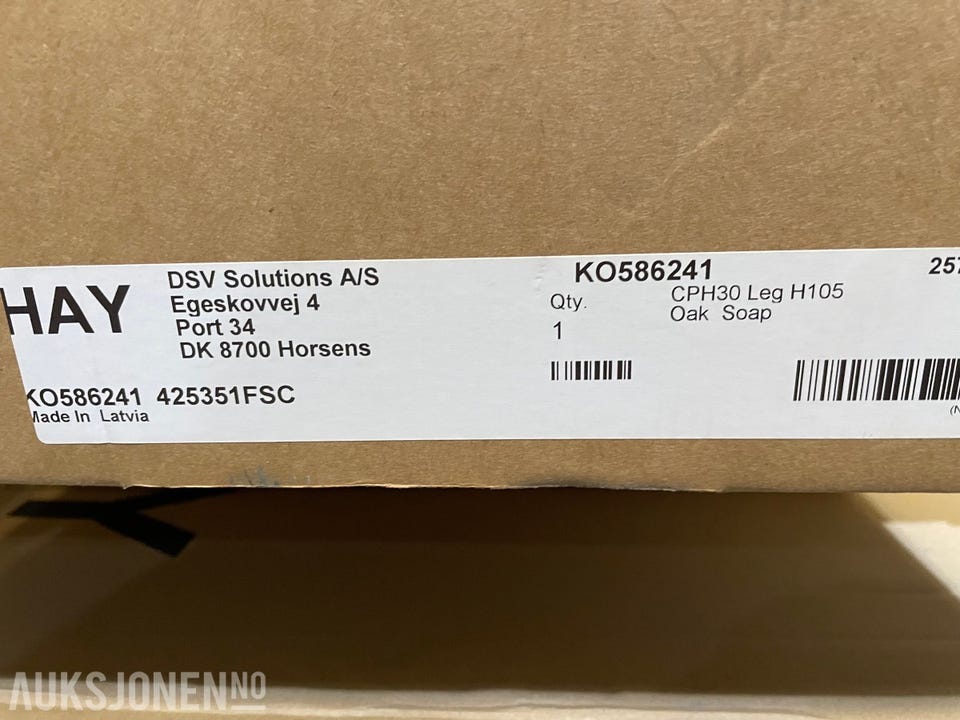 HAY
DSV Solutions A/S
Egeskovvej 4
Port 34
DK 8700 Horsens
KO586241 425351FSC
Made In Latvia
KO586241
Qty.
1
CPH30 Leg H105
Oak Soap
257
(N
AUKSJONEN.NO